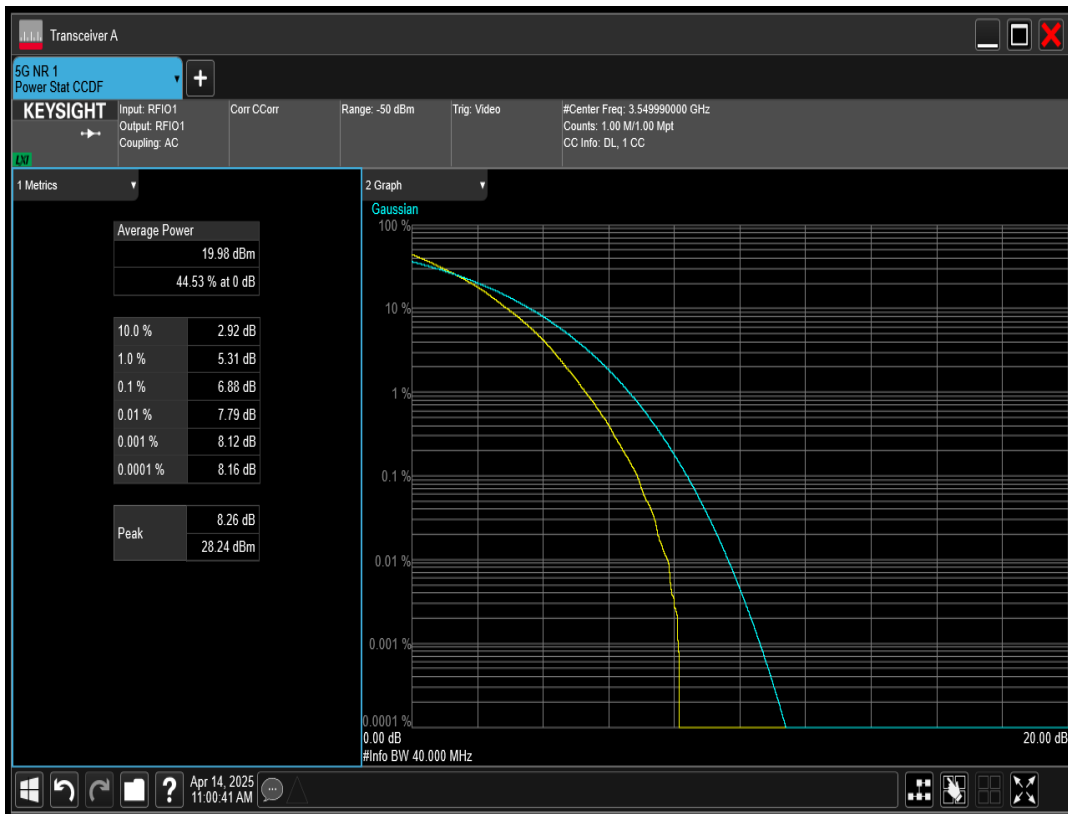 Transceiver A
5G NR 1
Power Stat CCDF
+
KEYSIGHT
LXI
Input: RFIO1
Output: RFIO1
Coupling: AC
Corr CCorr
Range: -50 dBm
Trig: Video
#Center Freq: 3.549990000 GHz
Counts: 1.00 M/1.00 Mpt
CC Info: DL, 1 CC
1 Metrics
Average Power
19.98 dBm
44.53 % at 0 dB
10.0 % 2.92 dB
1.0 % 5.31 dB
0.1 % 6.88 dB
0.01 % 7.79 dB
0.001 % 8.12 dB
0.0001 % 8.16 dB
Peak 8.26 dB
28.24 dBm
2 Graph
Gaussian
100 %
10 %
1 %
0.1 %
0.01 %
0.001 %
0.0001 %
0.00 dB 20.00 dB
#Info BW 40.000 MHz
?
Apr 14, 2025
11:00:41 AM